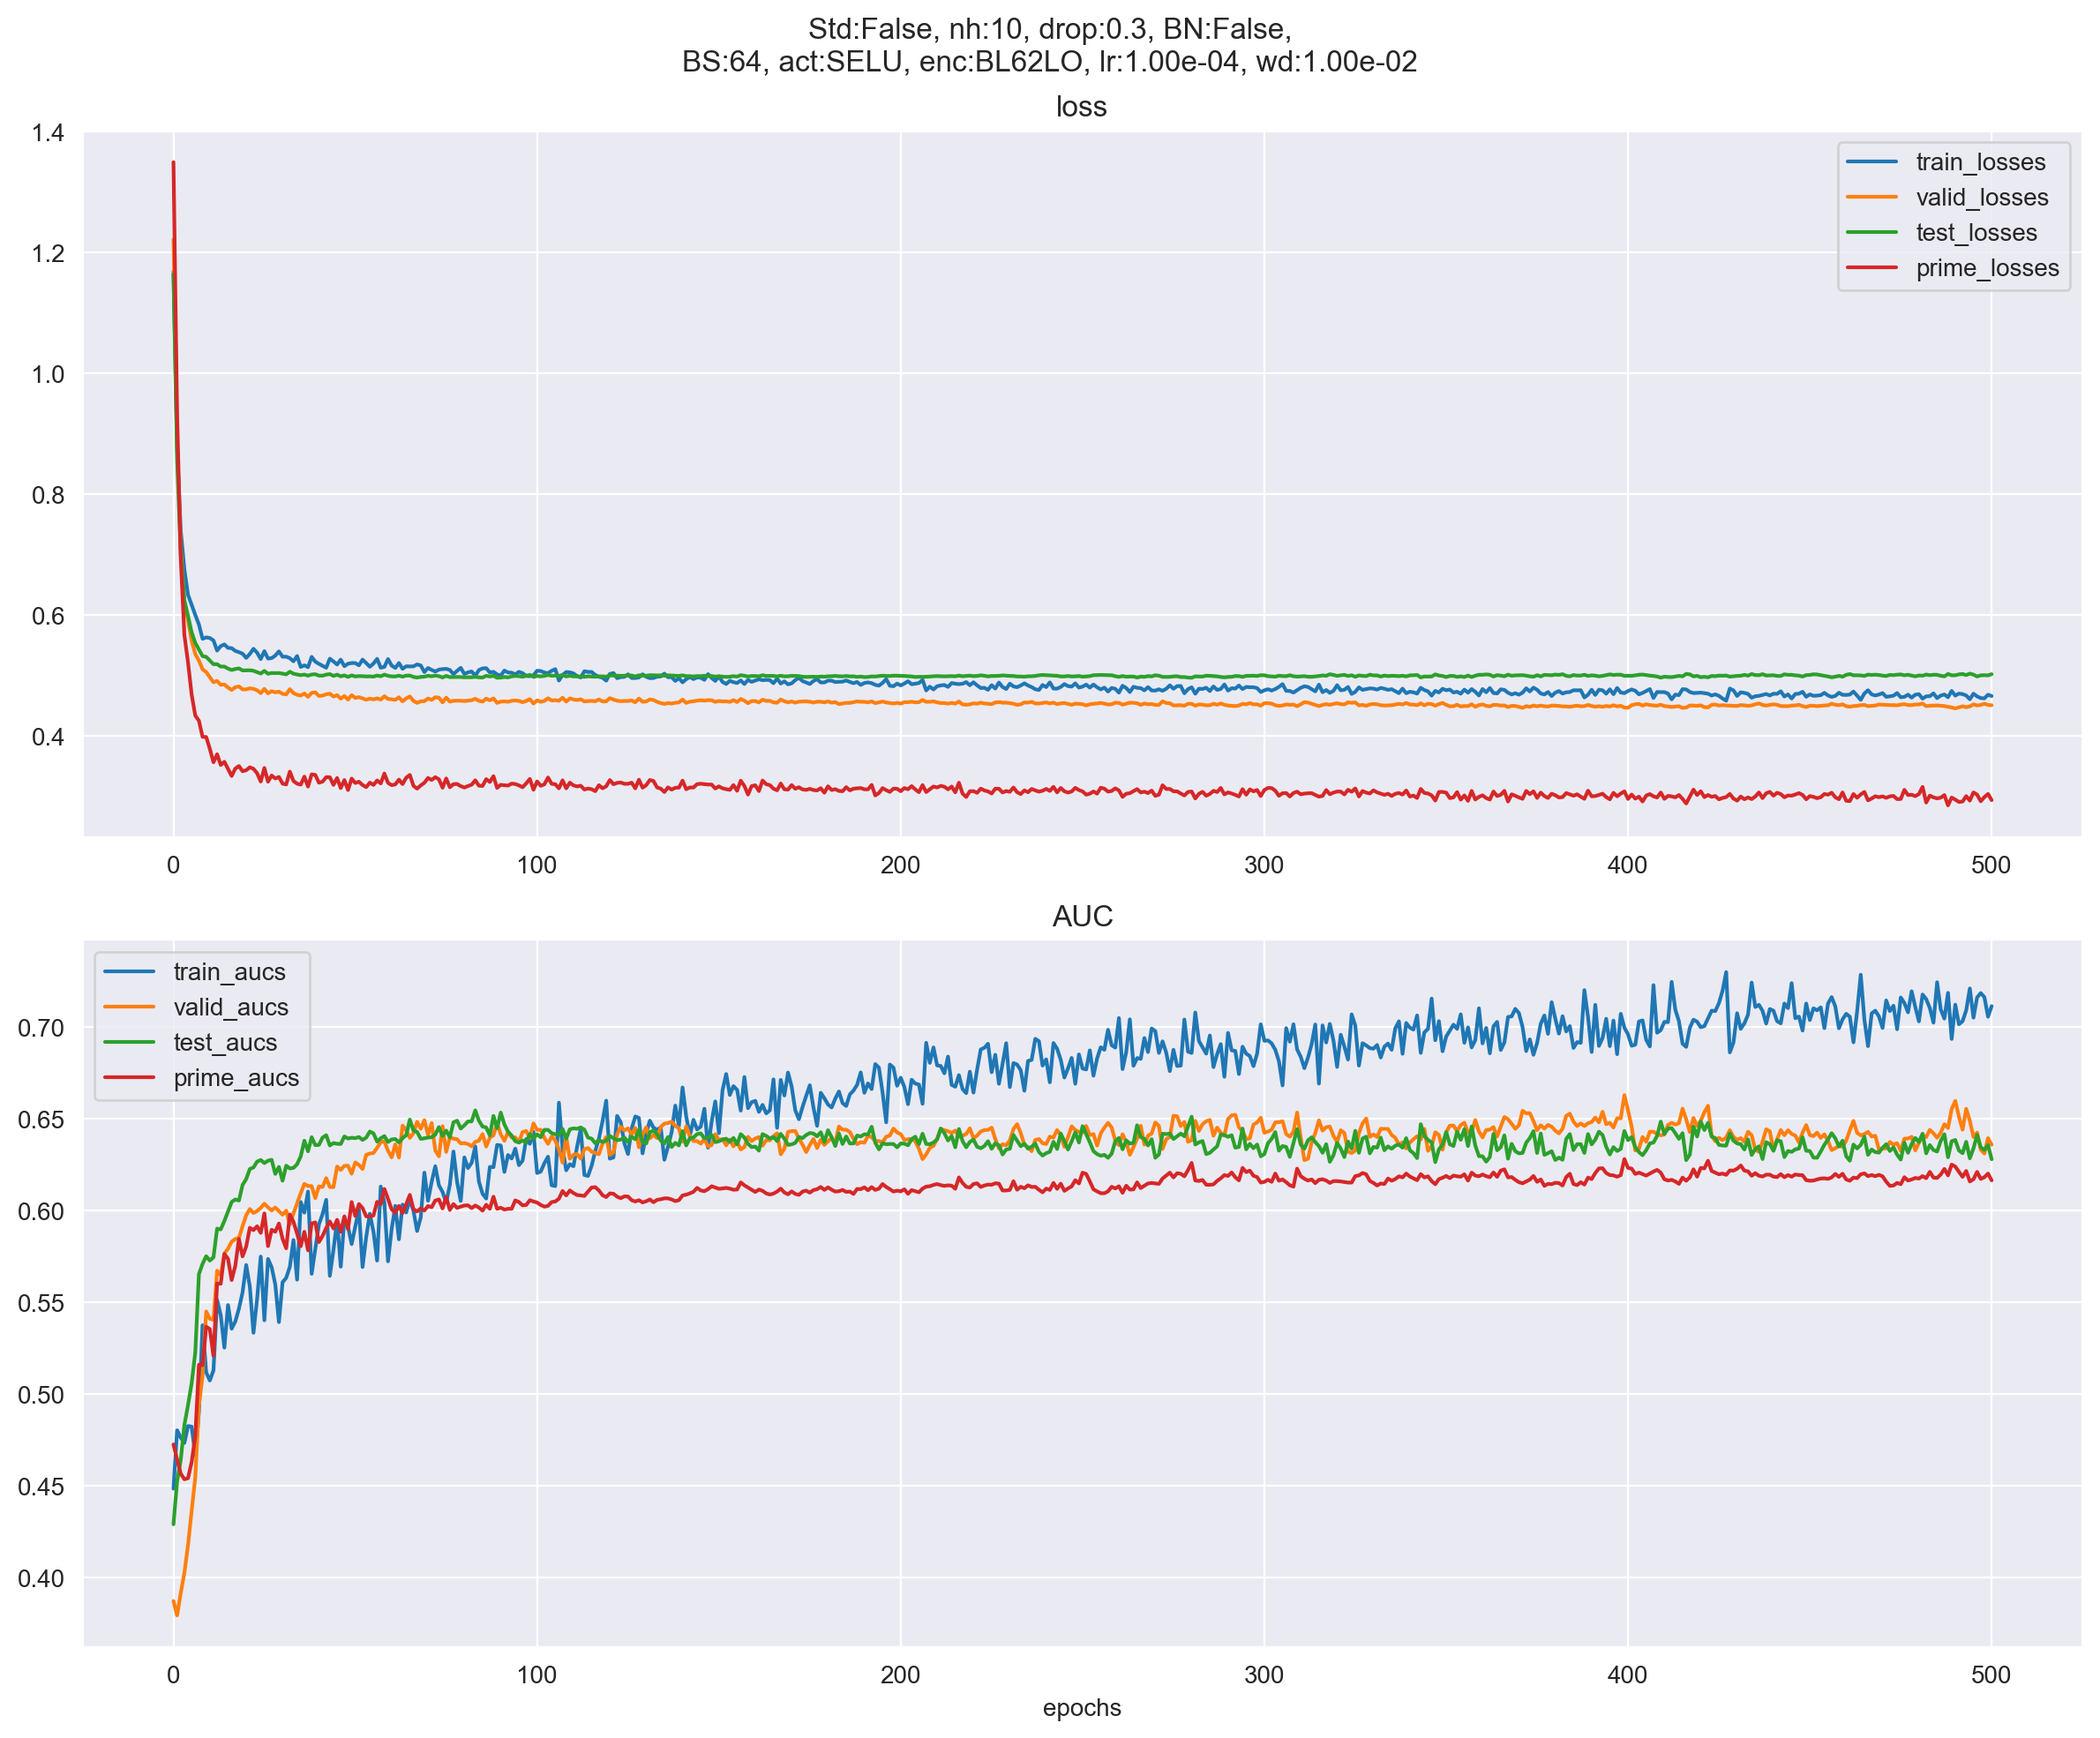 Std:False, nh:10, drop:0.3, BN:False,
BS:64, act:SELU, enc:BL62LO, lr:1.00e-04, wd:1.00e-02
loss
1.4
1.2
1.0
0.8
0.6
0.4
train_losses
valid_losses
test_losses
prime_losses
0 100 200 300 400 500
AUC
train_aucs
valid_aucs
test_aucs
prime_aucs
0.70
0.65
0.60
0.55
0.50
0.45
0.40
0 100 200 300 400 500
epochs